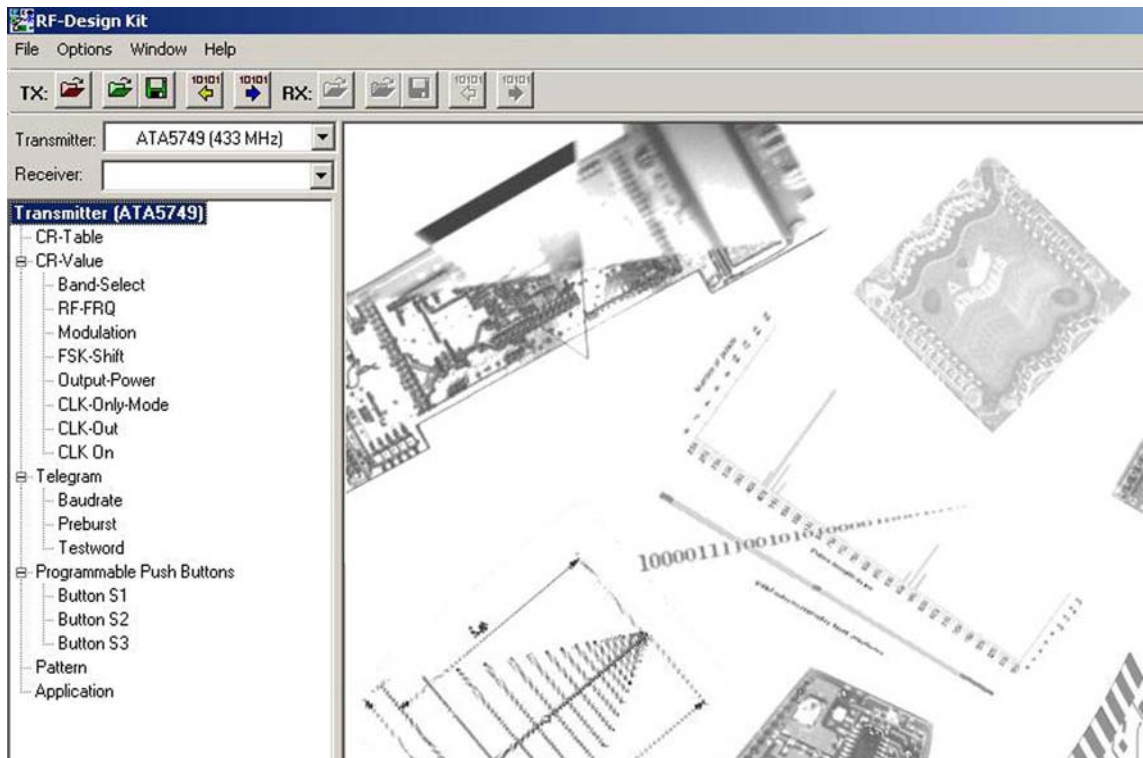 RF-Design Kit
File Options Window Help
TX: 10101 10101 RX: 10101 10101
Transmitter: ATA5749 (433 MHz)
Receiver:
Transmitter (ATA5749)
CR-Table
CR-Value
Band-Select
RF-FRQ
Modulation
FSK-Shift
Output-Power
CLK-Only-Mode
CLK-Out
CLK On
Telegram
Baudrate
Preburst
Testword
Programmable Push Buttons
Button S1
Button S2
Button S3
Pattern
Application